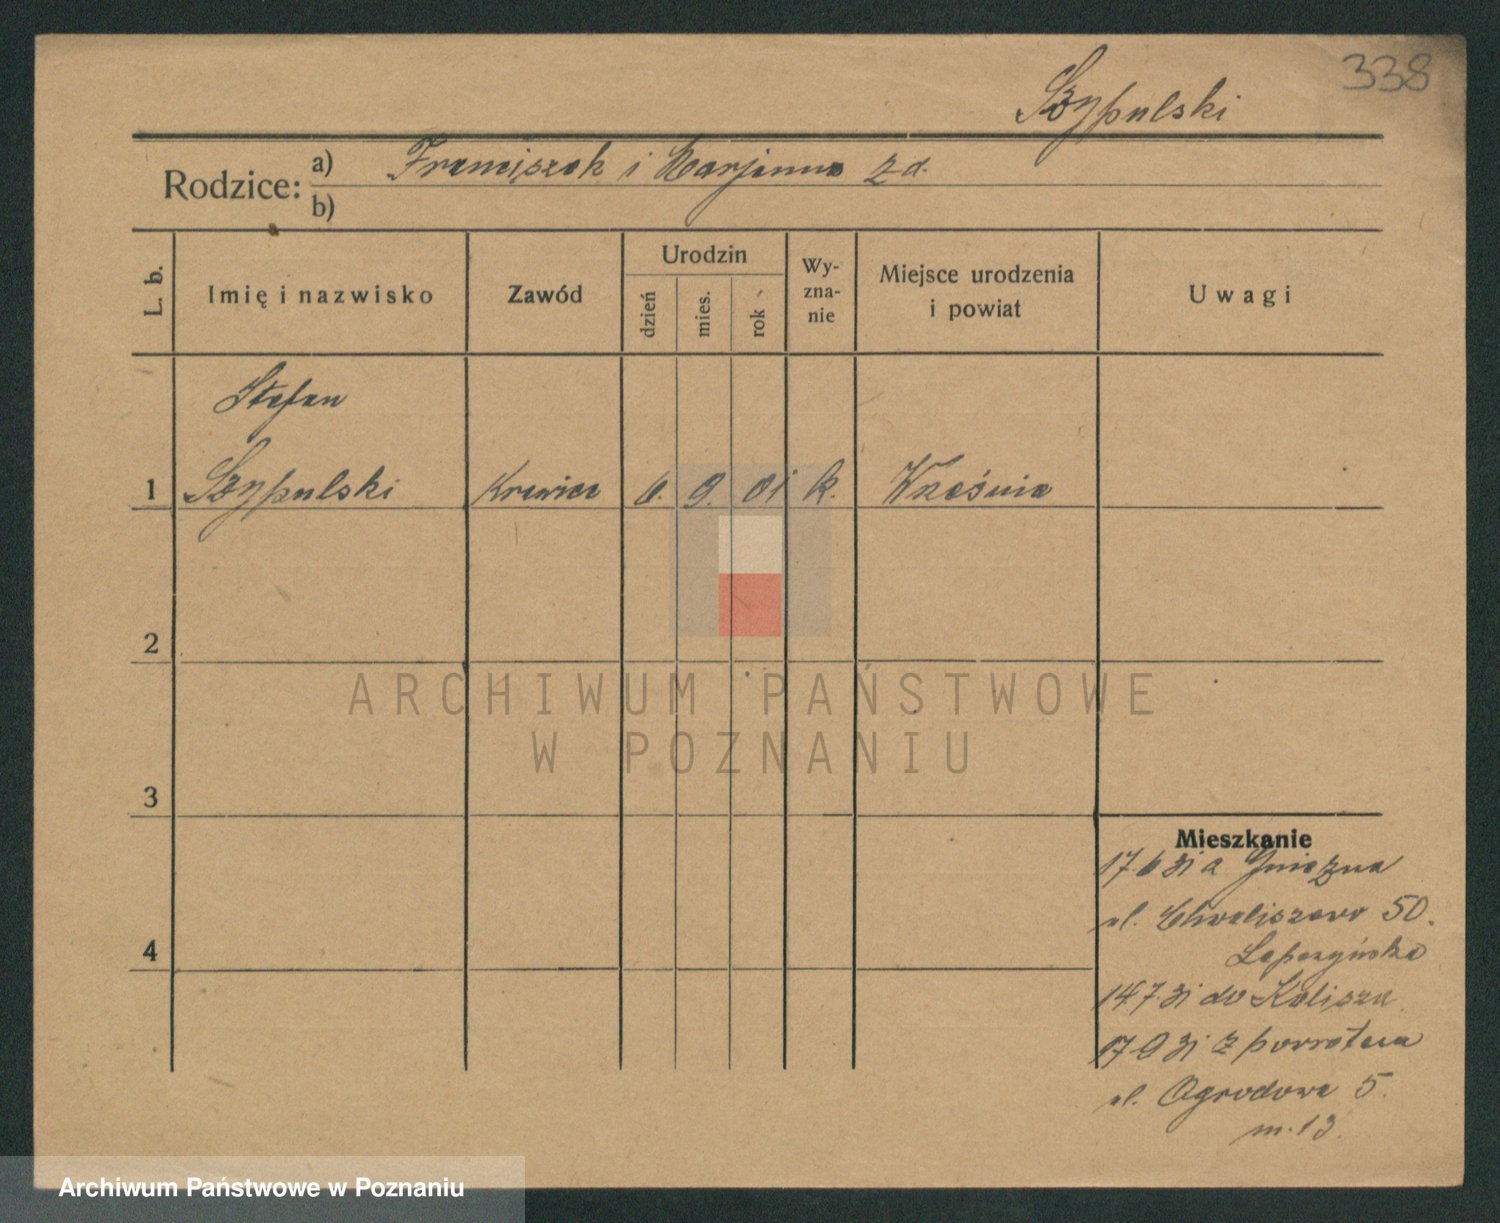 338
Szypulski
Rodzice: a) Franciszek i Marjanna z d.
b)
L. b.
Imię i nazwisko
Zawód
Urodzin
dzień
mies.
rok
Wy-
zna-
nie
Miejsce urodzenia
i powiat
Uwagi
Stefan
1 Szypulski Krawiec 6. 9. 01 k. Września
2
3
4
Mieszkanie
17.6 31 a Gniezna
ul. Chwaliszewo 50.
Lepczyńska
14.7.31 do Kalisza
17 9 31 z powrotem
ul. Ogrodowa 5.
m. 13.
ARCHIWUM PAŃSTWOWE
W POZNANIU
Archiwum Państwowe w Poznaniu